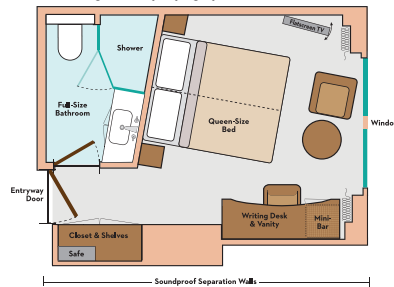 Flatscreen TV
Shower
Full-Size
Bathroom
Queen-Size
Bed
Windo
Entryway
Door
Writing Desk
& Vanity
Mini-
Bar
Closet & Shelves
Safe
Soundproof Separation Walls